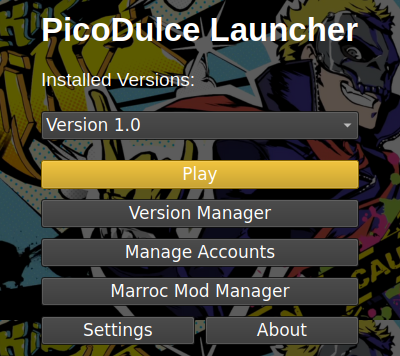 PicoDulce Launcher
Installed Versions:
Version 1.0
Play
Version Manager
Manage Accounts
Marroc Mod Manager
Settings About